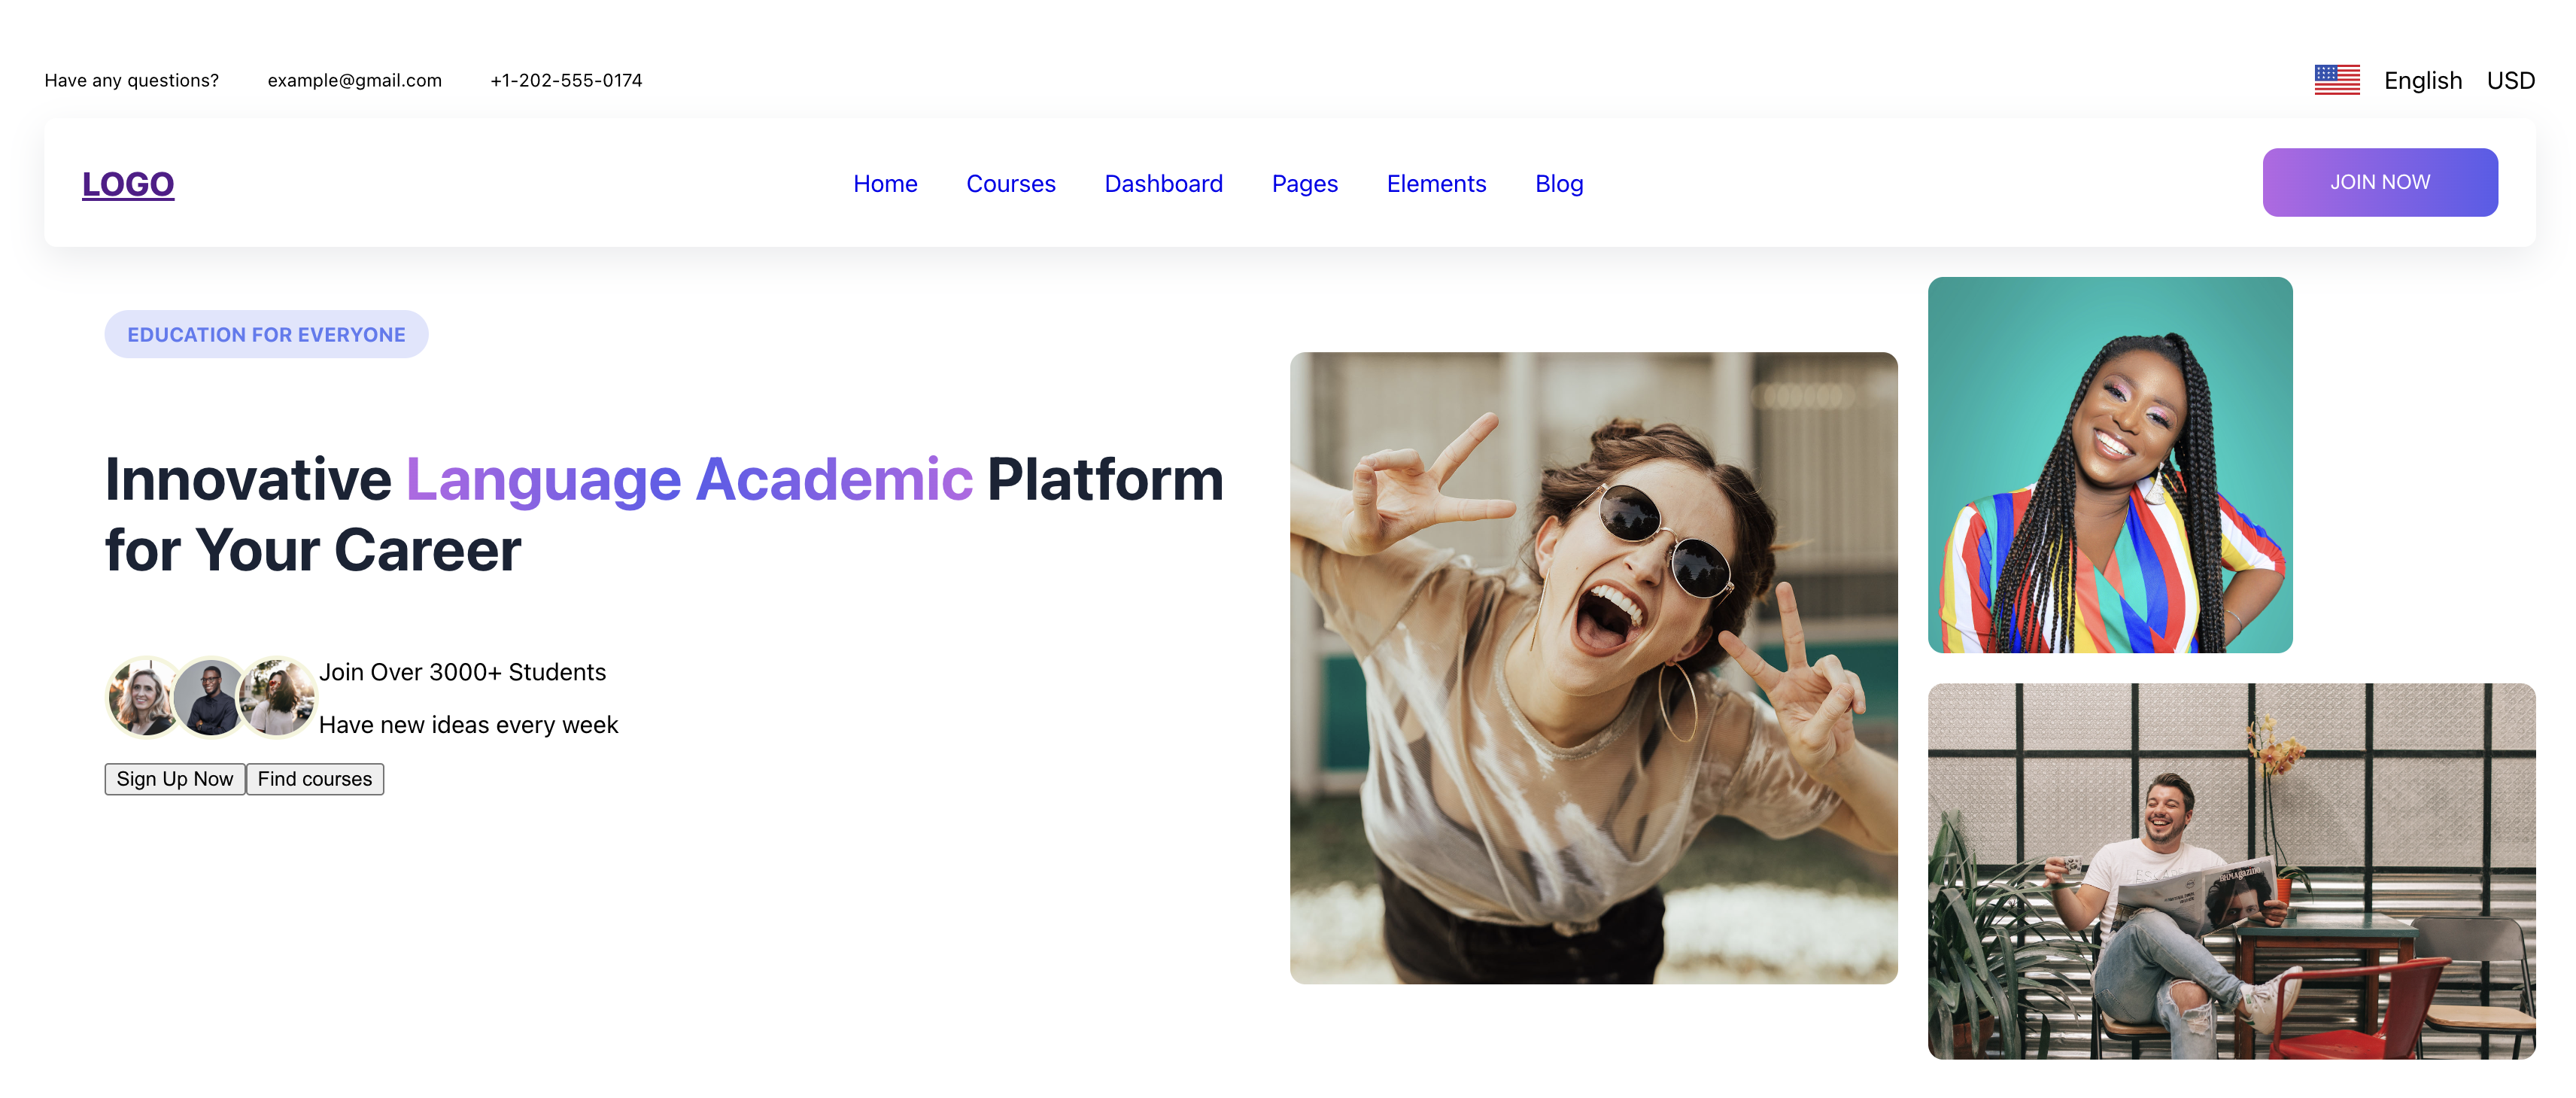 Have any questions? example@gmail.com +1-202-555-0174 English USD
LOGO Home Courses Dashboard Pages Elements Blog JOIN NOW
EDUCATION FOR EVERYONE
Innovative Language Academic Platform
for Your Career
Join Over 3000+ Students
Have new ideas every week
Sign Up Now Find courses